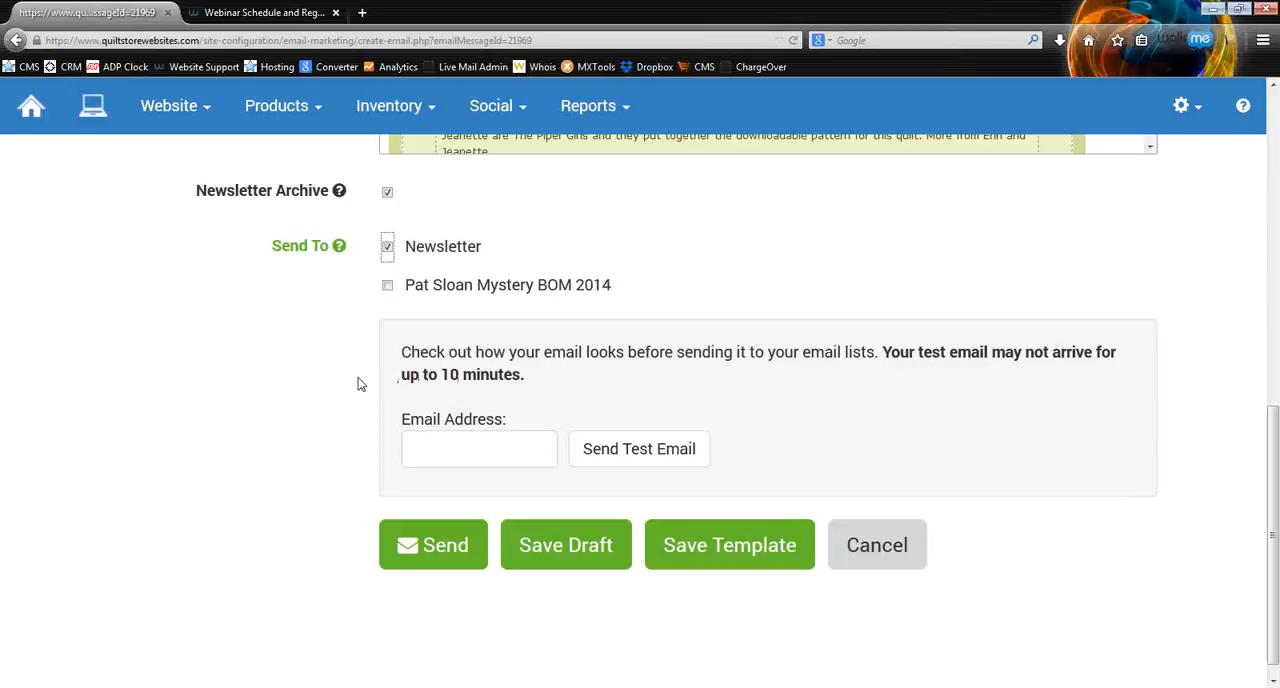 https://www.qu...ssageId=21969 × Webinar Schedule and Reg... × +
https://www.quiltstorewebsites.com/site-configuration/email-marketing/create-email.php?emailMessageId=21969 Google
CMS CRM ADP Clock Website Support Hosting Converter Analytics Live Mail Admin Whois MXTools Dropbox CMS ChargeOver
Website Products Inventory Social Reports
Jeanette are The Piper Girls and they put together the downloadable pattern for this quilt. More from Erin and
Jeanette
Newsletter Archive
Send To Newsletter
Pat Sloan Mystery BOM 2014
Check out how your email looks before sending it to your email lists. Your test email may not arrive for
up to 10 minutes.
Email Address:
Send Test Email
Send Save Draft Save Template Cancel